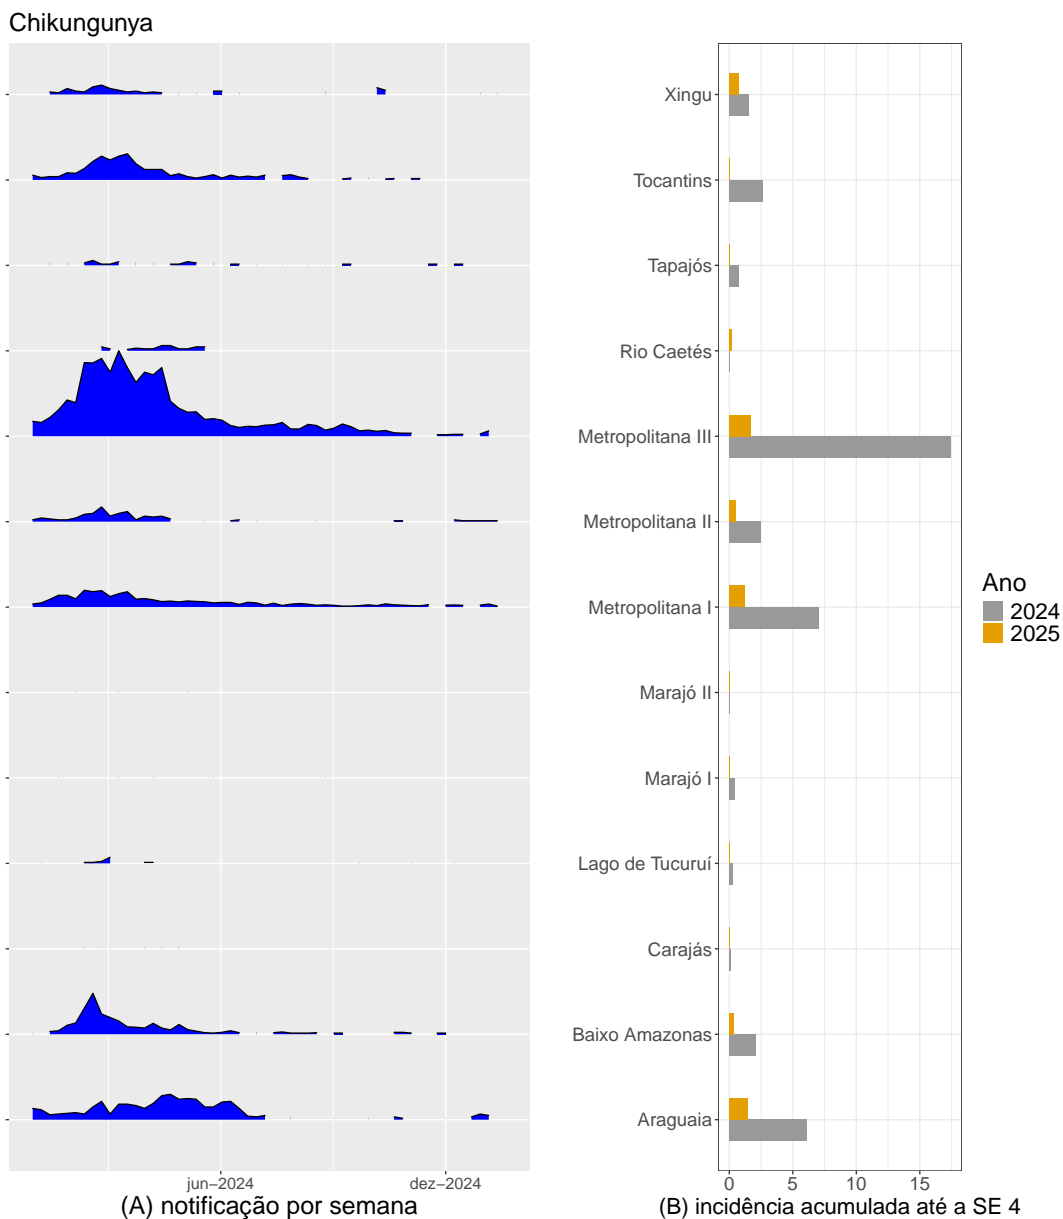 Chikungunya
Xingu
Tocantins
Tapajós
Rio Caetés
Metropolitana III
Metropolitana II
Metropolitana I
Marajó II
Marajó I
Lago de Tucuruí
Carajás
Baixo Amazonas
Araguaia
Ano
2024
2025
jun−2024 dez−2024
0 5 10 15
(A) notificação por semana
(B) incidência acumulada até a SE 4